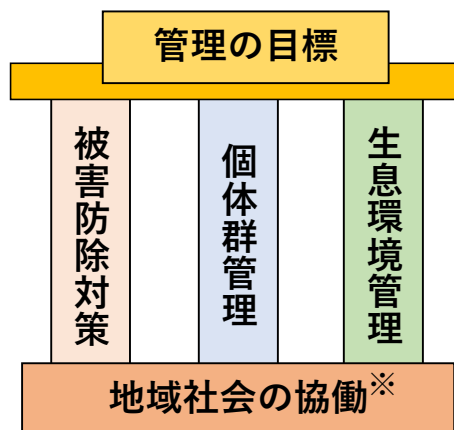 管理の目標
被害防除対策
個体群管理
生息環境管理
地域社会の協働※